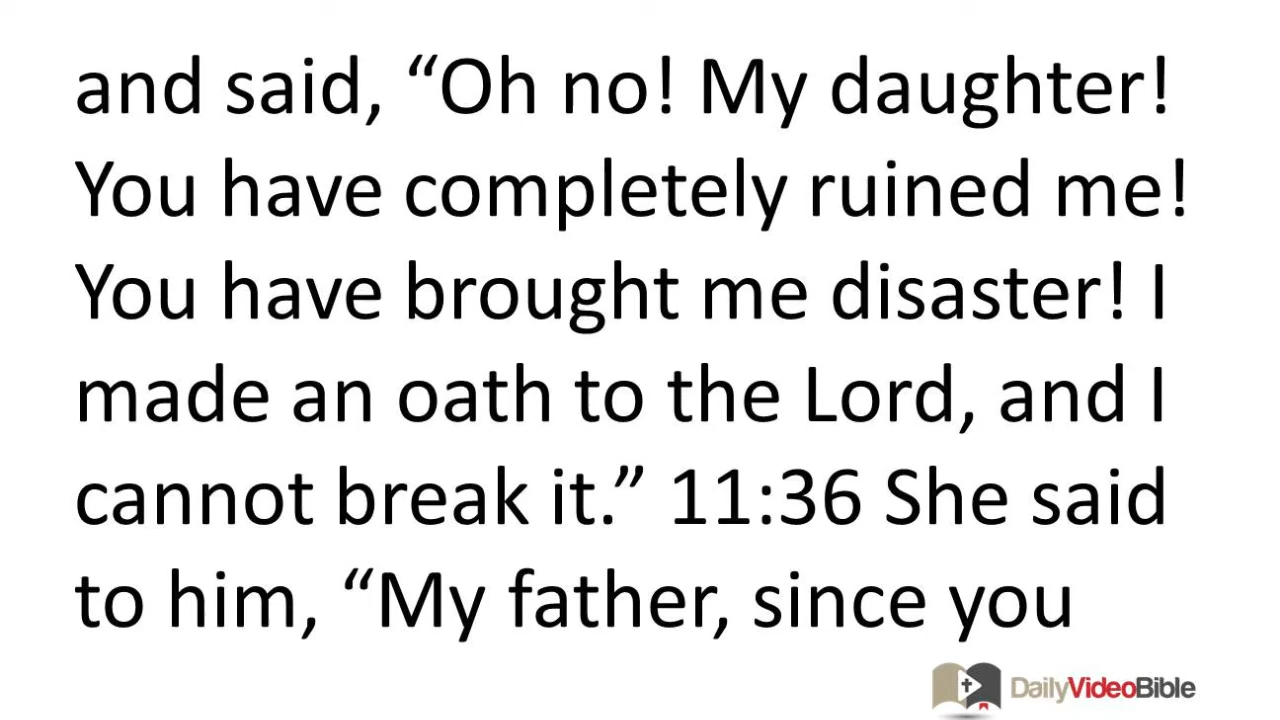 and said, “Oh no! My daughter!
You have completely ruined me!
You have brought me disaster! I
made an oath to the Lord, and I
cannot break it.” 11:36 She said
to him, “My father, since you
DailyVideoBible